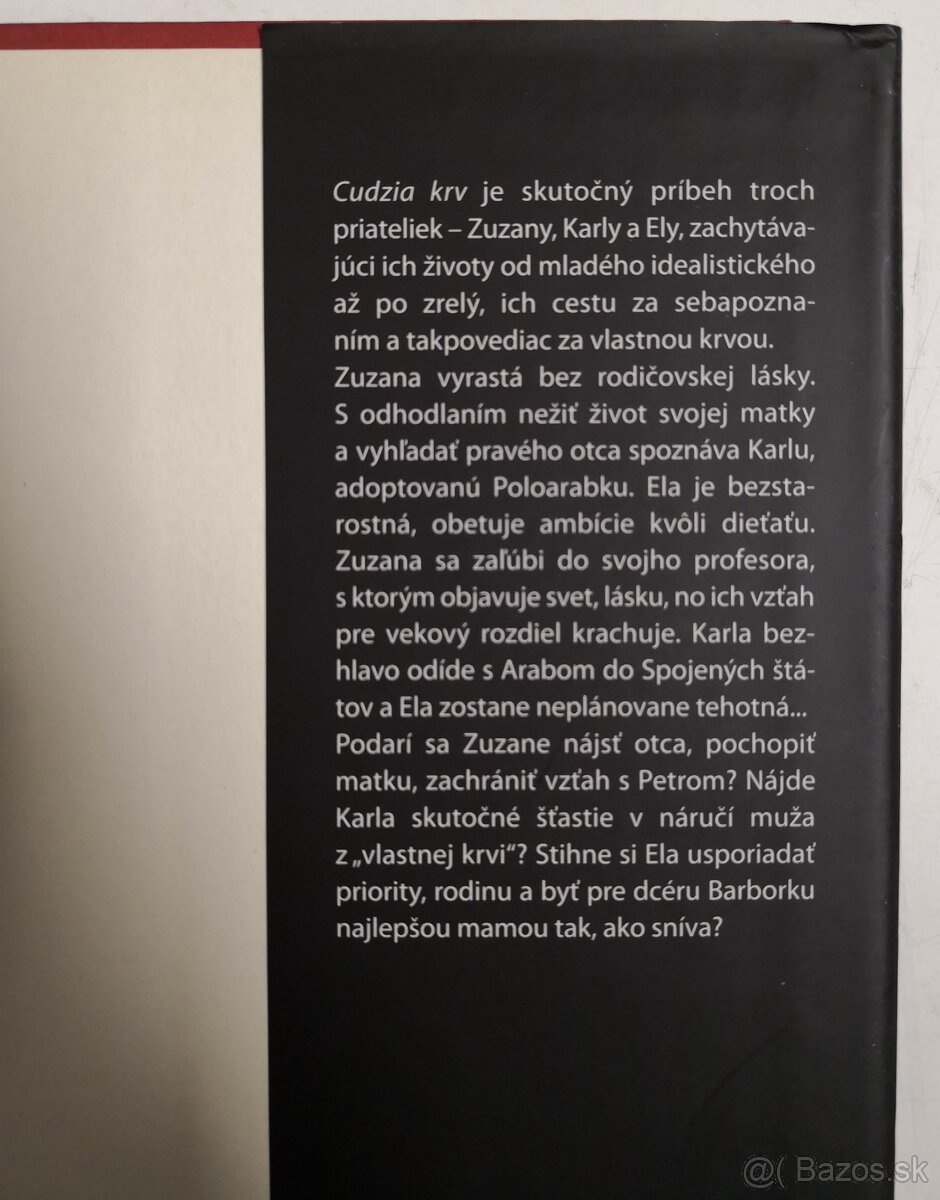 Cudzia krv je skutočný príbeh troch
priateliek – Zuzany, Karly a Ely, zachytáva-
júci ich životy od mladého idealistického
až po zrelý, ich cestu za sebapozna-
ním a takpovediac za vlastnou krvou.
Zuzana vyrastá bez rodičovskej lásky.
S odhodlaním nežiť život svojej matky
a vyhľadať pravého otca spoznáva Karlu,
adoptovanú Poloarabku. Ela je bezsta-
rostná, obetuje ambície kvôli dieťaťu.
Zuzana sa zaľúbi do svojho profesora,
s ktorým objavuje svet, lásku, no ich vzťah
pre vekový rozdiel krachuje. Karla bez-
hlavo odíde s Arabom do Spojených štá-
tov a Ela zostane neplánovane tehotná...
Podarí sa Zuzane nájsť otca, pochopiť
matku, zachrániť vzťah s Petrom? Nájde
Karla skutočné šťastie v náručí muža
z „vlastnej krvi“? Stihne si Ela usporiadať
priority, rodinu a byť pre dcéru Barborku
najlepšou mamou tak, ako sníva?
@( Bazos.sk